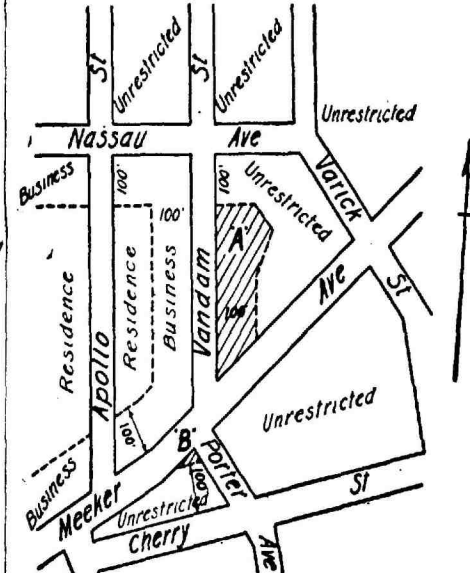 St
Unrestricted
St
Unrestricted
Unrestricted
Nassau Ave
Business
100'
100'
100'
Unrestricted
Varick
St
"A"
Residence
Residence
Business
Vandam
100'
Ave
Apollo
100'
Unrestricted
"B"
Porter
Business
Meeker
100'
Unrestricted
St
Cherry
Ave